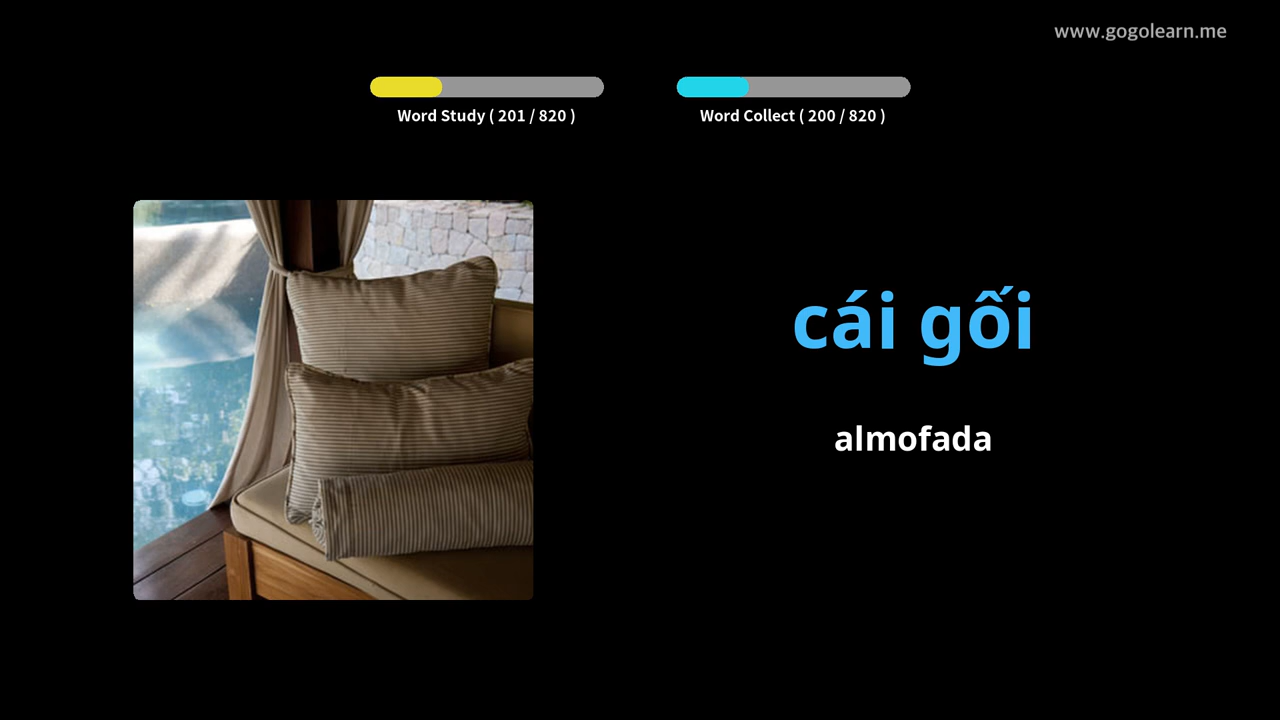 www.gogolearn.me
Word Study ( 201 / 820 )
Word Collect ( 200 / 820 )
cái gối
almofada